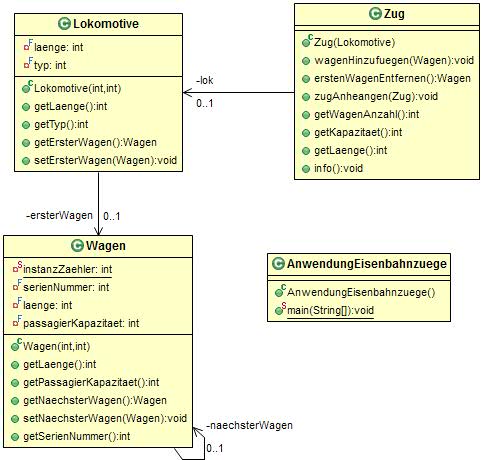 Lokomotive
laenge: int
typ: int
Lokomotive(int,int)
getLaenge():int
getTyp():int
getErsterWagen():Wagen
setErsterWagen(Wagen):void
Zug
Zug(Lokomotive)
wagenHinzufuegen(Wagen):void
erstenWagenEntfernen():Wagen
zugAnheangen(Zug):void
getWagenAnzahl():int
getKapazitaet():int
getLaenge():int
info():void
-lok
0..1
-ersterWagen
0..1
Wagen
instanzZaehler: int
serienNummer: int
laenge: int
passagierKapazitaet: int
Wagen(int,int)
getLaenge():int
getPassagierKapazitaet():int
getNaechsterWagen():Wagen
setNaechsterWagen(Wagen):void
getSerienNummer():int
AnwendungEisenbahnzuege
AnwendungEisenbahnzuege()
main(String[]):void
-naechsterWagen
0..1